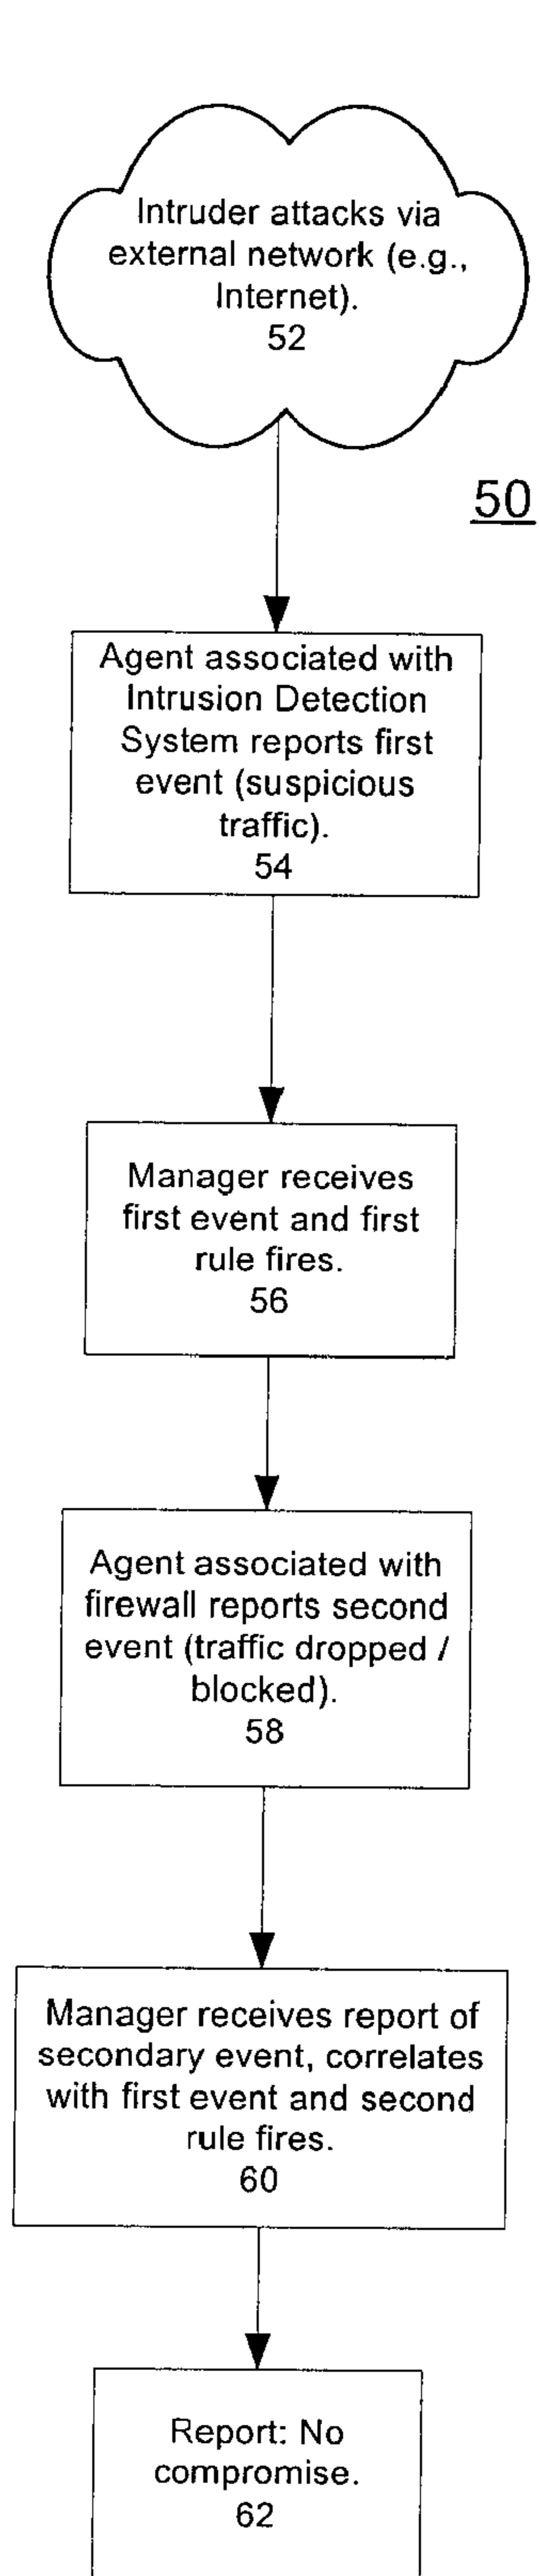 Intruder attacks via
external network (e.g.,
Internet).
52
50
Agent associated with
Intrusion Detection
System reports first
event (suspicious
traffic).
54
Manager receives
first event and first
rule fires.
56
Agent associated with
firewall reports second
event (traffic dropped /
blocked).
58
Manager receives report of
secondary event, correlates
with first event and second
rule fires.
60
Report: No
compromise.
62